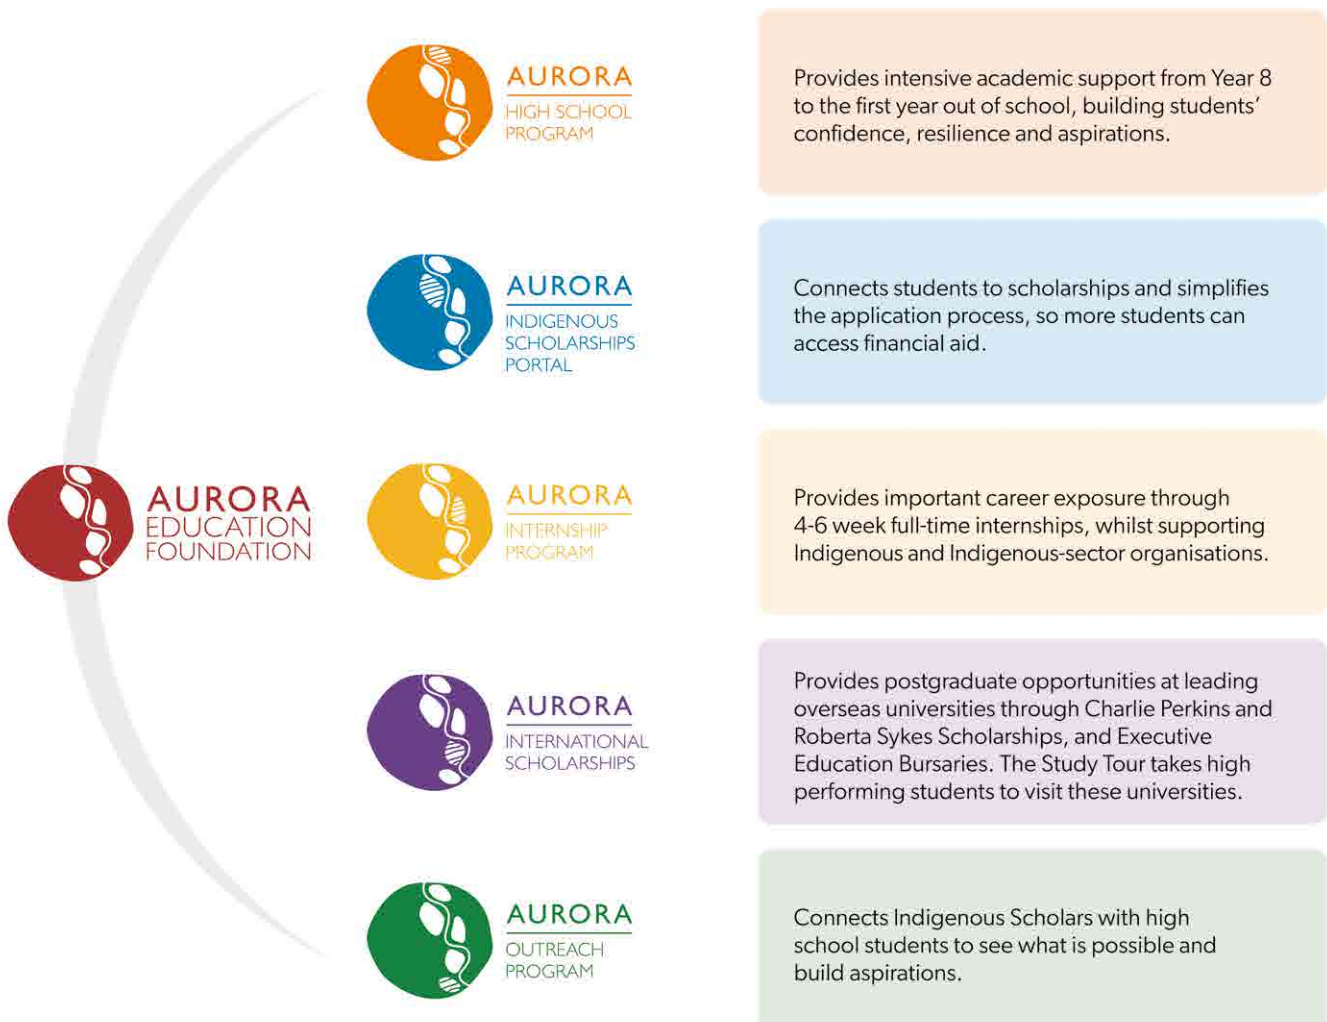 AURORA
EDUCATION
FOUNDATION
AURORA
HIGH SCHOOL
PROGRAM
Provides intensive academic support from Year 8
to the first year out of school, building students’
confidence, resilience and aspirations.
AURORA
INDIGENOUS
SCHOLARSHIPS
PORTAL
Connects students to scholarships and simplifies
the application process, so more students can
access financial aid.
AURORA
INTERNSHIP
PROGRAM
Provides important career exposure through
4-6 week full-time internships, whilst supporting
Indigenous and Indigenous-sector organisations.
AURORA
INTERNATIONAL
SCHOLARSHIPS
Provides postgraduate opportunities at leading
overseas universities through Charlie Perkins and
Roberta Sykes Scholarships, and Executive
Education Bursaries. The Study Tour takes high
performing students to visit these universities.
AURORA
OUTREACH
PROGRAM
Connects Indigenous Scholars with high
school students to see what is possible and
build aspirations.